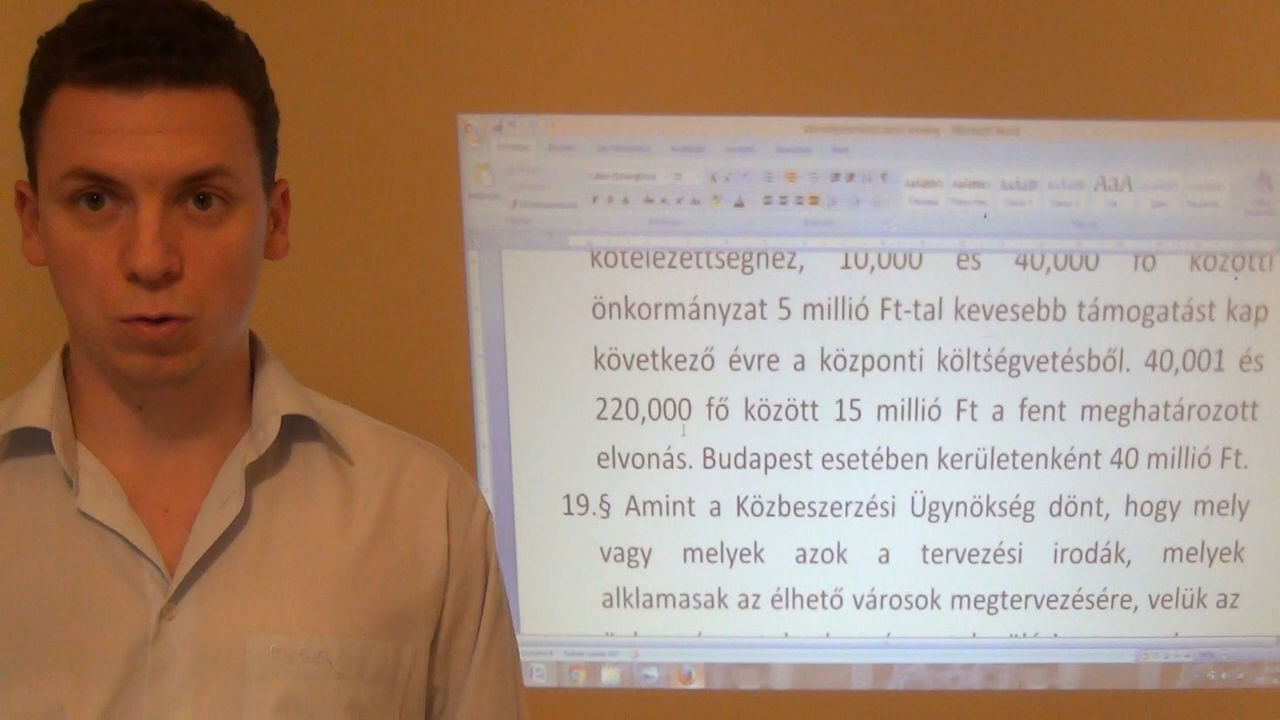 kötelezettséghez, 10,000 és 40,000 fő közötti
önkormányzat 5 millió Ft-tal kevesebb támogatást kap
következő évre a központi költségvetésből. 40,001 és
220,000 fő között 15 millió Ft a fent meghatározott
elvonás. Budapest esetében kerületenként 40 millió Ft.
19.§ Amint a Közbeszerzési Ügynökség dönt, hogy mely
vagy melyek azok a tervezési irodák, melyek
alklamasak az élhető városok megtervezésére, velük az